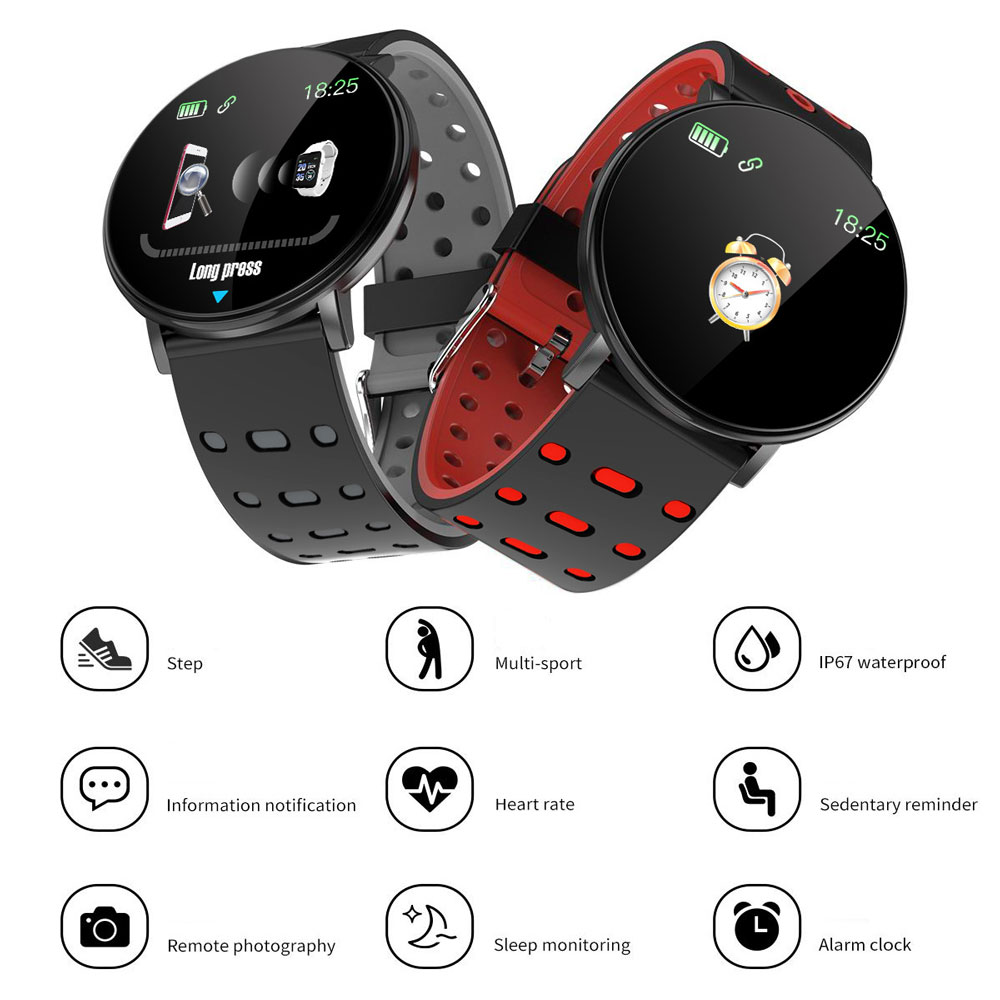 18:25
Long press
18:25
Step
Multi-sport
IP67 waterproof
Information notification
Heart rate
Sedentary reminder
Remote photography
Sleep monitoring
Alarm clock